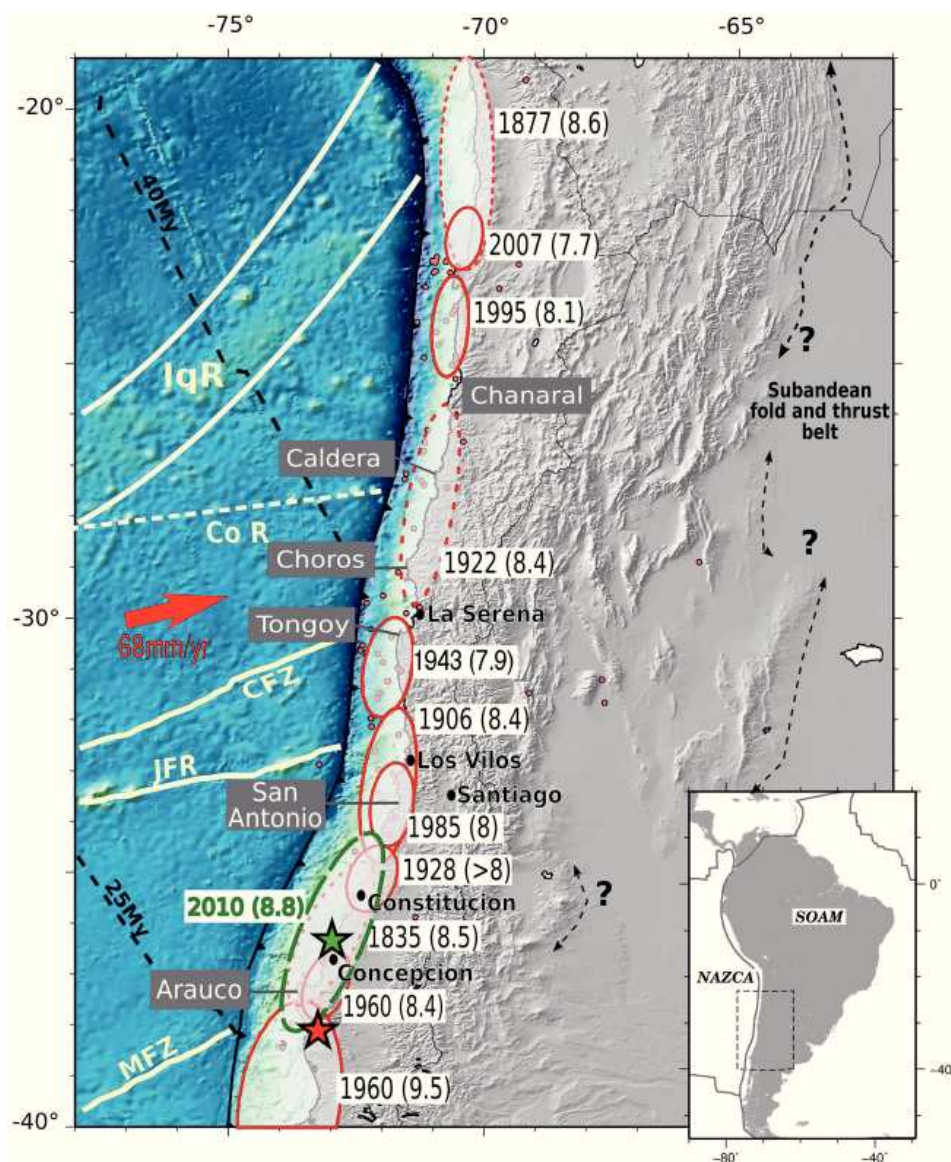 -75°
-70°
-65°
-20°
1877 (8.6)
40My
2007 (7.7)
1995 (8.1)
?
IqR
Chanaral
Subandean
fold and thrust
belt
Caldera
Co R
?
Choros
1922 (8.4)
-30°
La Serena
68mm/yr
Tongoy
CFZ
1943 (7.9)
1906 (8.4)
JFR
Los Vilos
San
Antonio
Santiago
1985 (8)
1928 (>8)
25My
2010 (8.8)
Constitucion
?
1835 (8.5)
Concepcion
Arauco
1960 (8.4)
MFZ
1960 (9.5)
-40°
0°
SOAM
NAZCA
-40°
-80°
-40°